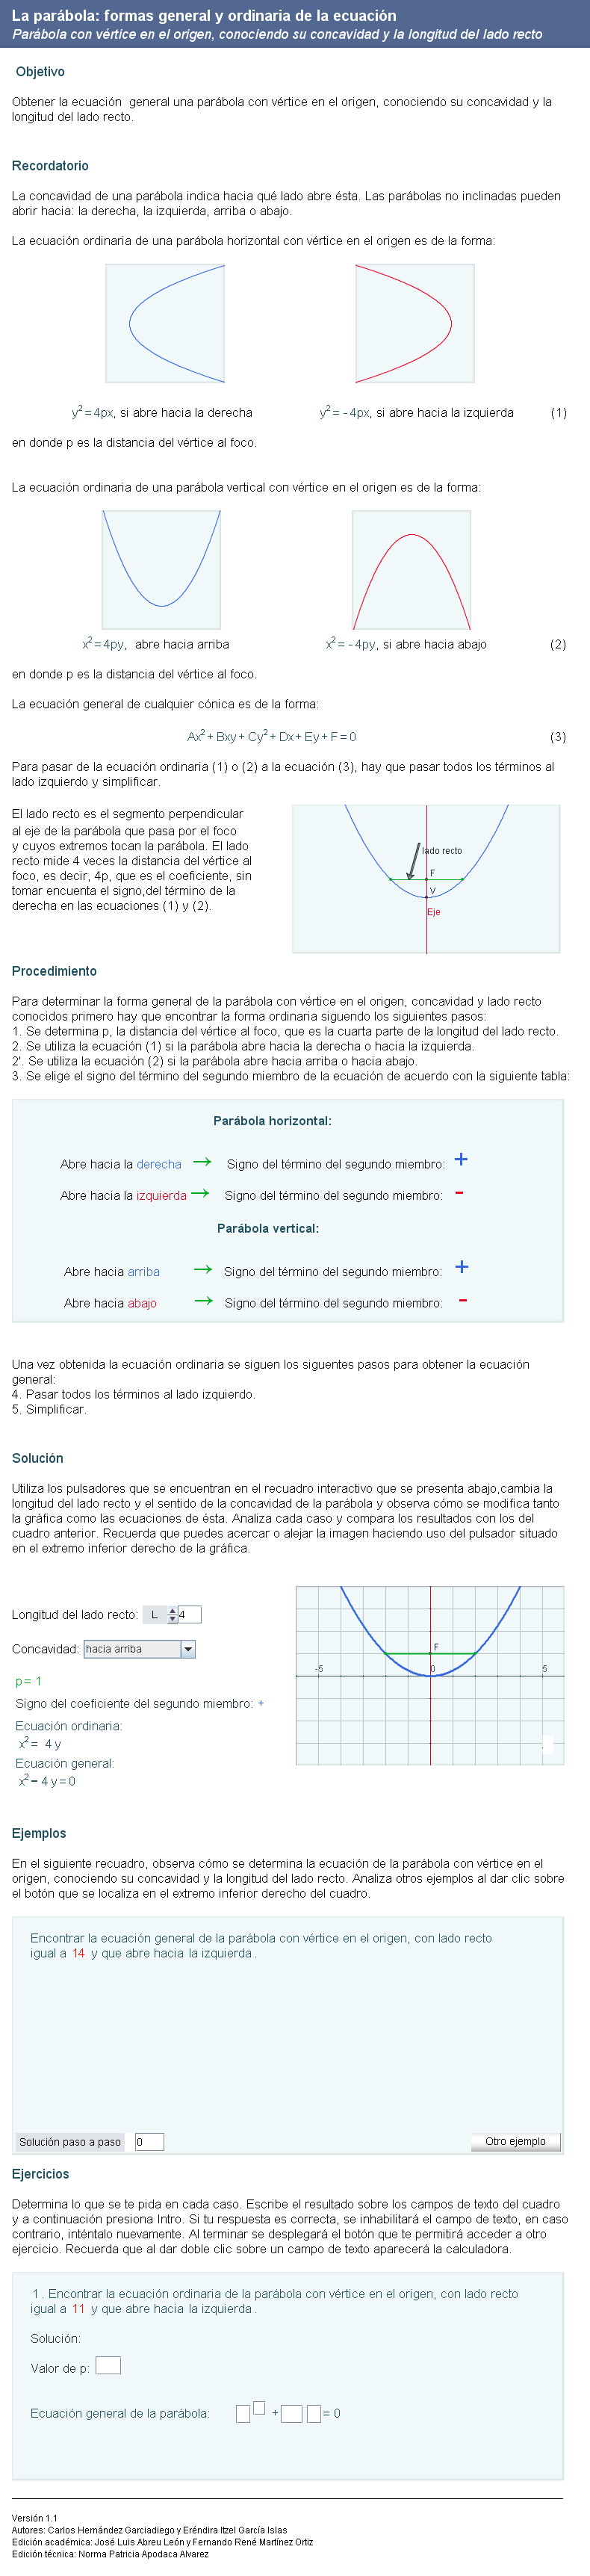 La parábola: formas general y ordinaria de la ecuación
Parábola con vértice en el origen, conociendo su concavidad y la longitud del lado recto
Objetivo
Obtener la ecuación general una parábola con vértice en el origen, conociendo su concavidad y la
longitud del lado recto.
Recordatorio
La concavidad de una parábola indica hacia qué lado abre ésta. Las parábolas no inclinadas pueden
abrir hacia: la derecha, la izquierda, arriba o abajo.
La ecuación ordinaria de una parábola horizontal con vértice en el origen es de la forma:
y² = 4px, si abre hacia la derecha y² = - 4px, si abre hacia la izquierda (1)
en donde p es la distancia del vértice al foco.
La ecuación ordinaria de una parábola vertical con vértice en el origen es de la forma:
x² = 4py, abre hacia arriba x² = - 4py, si abre hacia abajo (2)
en donde p es la distancia del vértice al foco.
La ecuación general de cualquier cónica es de la forma:
Ax² + Bxy + Cy² + Dx + Ey + F = 0 (3)
Para pasar de la ecuación ordinaria (1) o (2) a la ecuación (3), hay que pasar todos los términos al
lado izquierdo y simplificar.
El lado recto es el segmento perpendicular
al eje de la parábola que pasa por el foco
y cuyos extremos tocan la parábola. El lado
recto mide 4 veces la distancia del vértice al
foco, es decir, 4p, que es el coeficiente, sin
tomar encuenta el signo,del término de la
derecha en las ecuaciones (1) y (2).
lado recto
F
V
Eje
Procedimiento
Para determinar la forma general de la parábola con vértice en el origen, concavidad y lado recto
conocidos primero hay que encontrar la forma ordinaria siguendo los siguientes pasos:
1. Se determina p, la distancia del vértice al foco, que es la cuarta parte de la longitud del lado recto.
2. Se utiliza la ecuación (1) si la parábola abre hacia la derecha o hacia la izquierda.
2'. Se utiliza la ecuación (2) si la parábola abre hacia arriba o hacia abajo.
3. Se elige el signo del término del segundo miembro de la ecuación de acuerdo con la siguiente tabla:
Parábola horizontal:
Abre hacia la derecha → Signo del término del segundo miembro: +
Abre hacia la izquierda → Signo del término del segundo miembro: -
Parábola vertical:
Abre hacia arriba → Signo del término del segundo miembro: +
Abre hacia abajo → Signo del término del segundo miembro: -
Una vez obtenida la ecuación ordinaria se siguen los siguentes pasos para obtener la ecuación
general:
4. Pasar todos los términos al lado izquierdo.
5. Simplificar.
Solución
Utiliza los pulsadores que se encuentran en el recuadro interactivo que se presenta abajo,cambia la
longitud del lado recto y el sentido de la concavidad de la parábola y observa cómo se modifica tanto
la gráfica como las ecuaciones de ésta. Analiza cada caso y compara los resultados con los del
cuadro anterior. Recuerda que puedes acercar o alejar la imagen haciendo uso del pulsador situado
en el extremo inferior derecho de la gráfica.
Longitud del lado recto: L 4
Concavidad: hacia arriba
p = 1
Signo del coeficiente del segundo miembro: +
Ecuación ordinaria:
x² = 4 y
Ecuación general:
x² − 4 y = 0
F
-5 0 5
Ejemplos
En el siguiente recuadro, observa cómo se determina la ecuación de la parábola con vértice en el
origen, conociendo su concavidad y la longitud del lado recto. Analiza otros ejemplos al dar clic sobre
el botón que se localiza en el extremo inferior derecho del cuadro.
Encontrar la ecuación general de la parábola con vértice en el origen, con lado recto
igual a 14 y que abre hacia la izquierda .
Solución paso a paso 0 Otro ejemplo
Ejercicios
Determina lo que se te pida en cada caso. Escribe el resultado sobre los campos de texto del cuadro
y a continuación presiona Intro. Si tu respuesta es correcta, se inhabilitará el campo de texto, en caso
contrario, inténtalo nuevamente. Al terminar se desplegará el botón que te permitirá acceder a otro
ejercicio. Recuerda que al dar doble clic sobre un campo de texto aparecerá la calculadora.
1 . Encontrar la ecuación ordinaria de la parábola con vértice en el origen, con lado recto
igual a 11 y que abre hacia la izquierda .
Solución:
Valor de p:
Ecuación general de la parábola: + = 0
Versión 1.1
Autores: Carlos Hernández Garciadiego y Eréndira Itzel García Islas
Edición académica: José Luis Abreu León y Fernando René Martínez Ortiz
Edición técnica: Norma Patricia Apodaca Alvarez